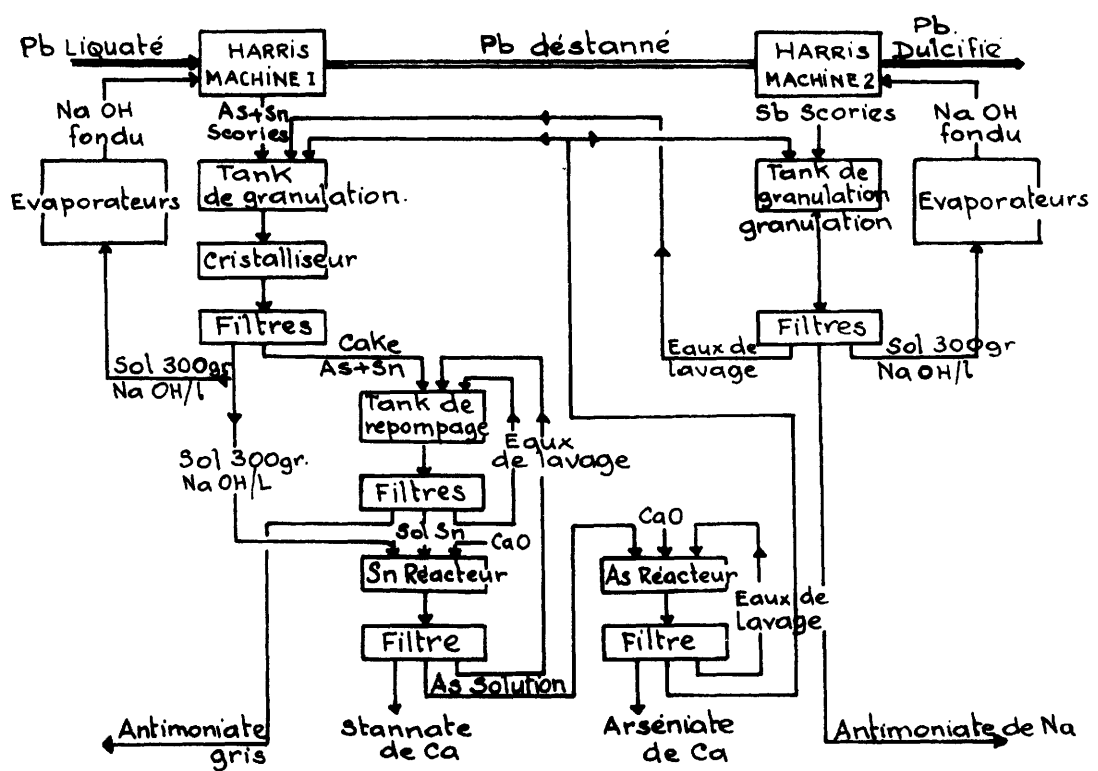 Pb Liquaté
HARRIS
MACHINE 1
Pb déstanné
HARRIS
MACHINE 2
Pb.
Dulcifié
Na OH
fondu
As+Sn
Scories
Sb Scories
Na OH
fondu
Evaporateurs
Tank
de granulation.
Tank de
granulation
granulation
Evaporateurs
Cristalliseur
Filtres
Filtres
Sol 300gr
Na OH/l
Cake
As+Sn
Eaux de
lavage
Sol 300gr
Na OH/l
Tank de
repompage
Eaux
de lavage
Sol 300gr.
Na OH/L
Filtres
Sol Sn
CaO
CaO
Sn Réacteur
As Réacteur
Eaux de
lavage
Filtre
Filtre
As Solution
Antimoniate
gris
Stannate
de Ca
Arséniate
de Ca
Antimoniate de Na